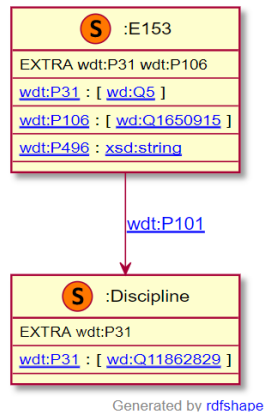 S :E153
EXTRA wdt:P31 wdt:P106
wdt:P31 : [ wd:Q5 ]
wdt:P106 : [ wd:Q1650915 ]
wdt:P496 : xsd:string
wdt:P101
S :Discipline
EXTRA wdt:P31
wdt:P31 : [ wd:Q11862829 ]
Generated by rdfshape